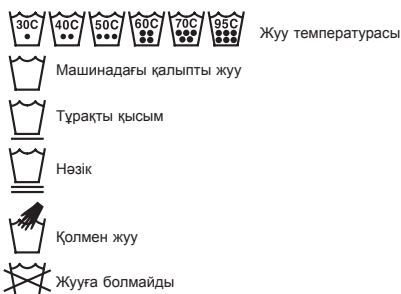 30C 40C 50C 60C 70C 95C Жуу температурасы
Машинадағы қалыпты жуу
Тұрақты қысым
Нәзік
Қолмен жуу
Жууға болмайды